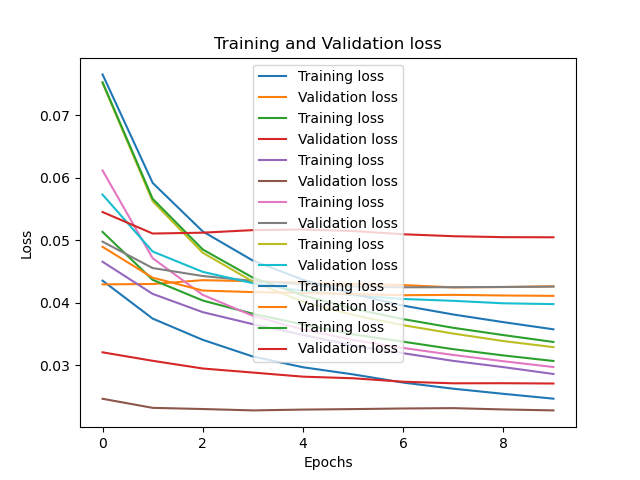 Training and Validation loss
Loss
0.07
0.06
0.05
0.04
0.03
Training loss
Validation loss
Training loss
Validation loss
Training loss
Validation loss
Training loss
Validation loss
Training loss
Validation loss
Training loss
Validation loss
Training loss
Validation loss
0 2 4 6 8
Epochs